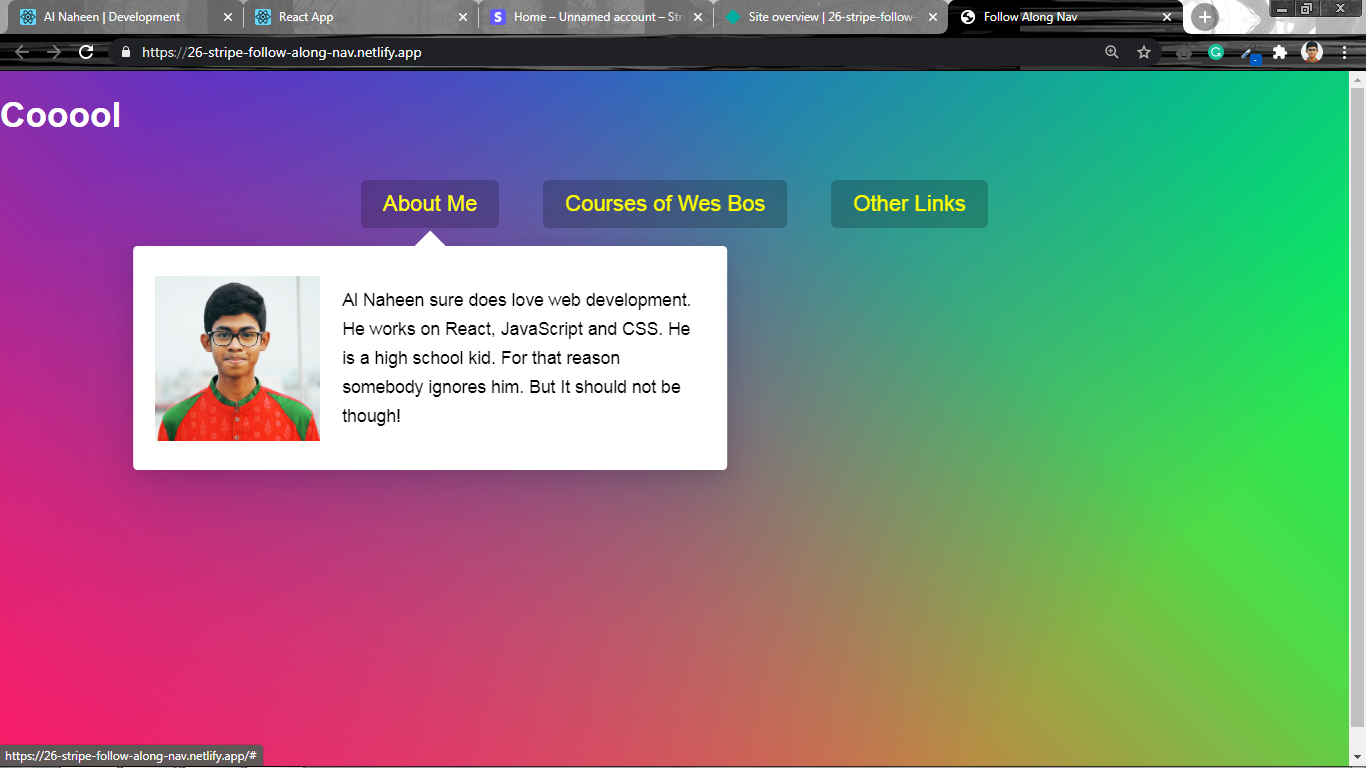 Al Naheen | Development
React App
Home – Unnamed account – Str
Site overview | 26-stripe-follow-
Follow Along Nav
https://26-stripe-follow-along-nav.netlify.app
Cooool
About Me
Courses of Wes Bos
Other Links
Al Naheen sure does love web development.
He works on React, JavaScript and CSS. He
is a high school kid. For that reason
somebody ignores him. But It should not be
though!
https://26-stripe-follow-along-nav.netlify.app/#